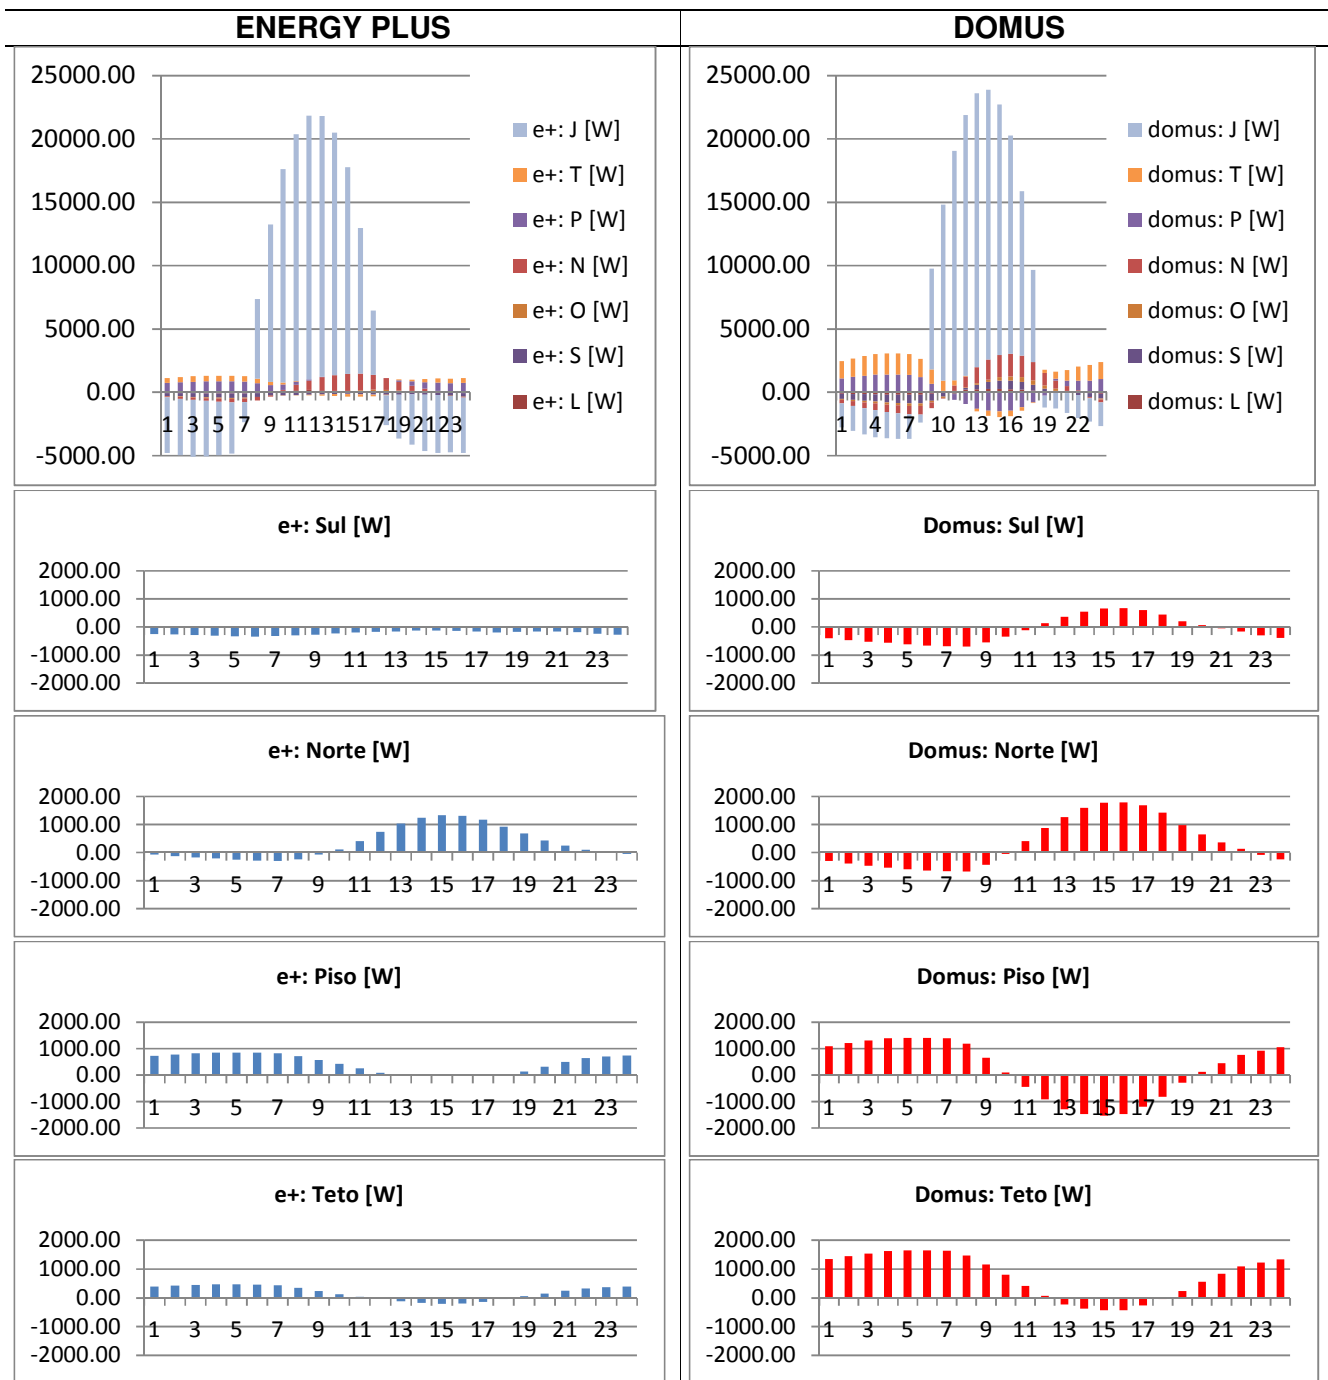 ENERGY PLUS
DOMUS
25000.00
20000.00
15000.00
10000.00
5000.00
0.00
-5000.00
1 3 5 7 9 11 13 15 17 19 21 23
e+: J [W]
e+: T [W]
e+: P [W]
e+: N [W]
e+: O [W]
e+: S [W]
e+: L [W]
25000.00
20000.00
15000.00
10000.00
5000.00
0.00
-5000.00
1 4 7 10 13 16 19 22
domus: J [W]
domus: T [W]
domus: P [W]
domus: N [W]
domus: O [W]
domus: S [W]
domus: L [W]
e+: Sul [W]
2000.00
1000.00
0.00
-1000.00
-2000.00
1 3 5 7 9 11 13 15 17 19 21 23
Domus: Sul [W]
2000.00
1000.00
0.00
-1000.00
-2000.00
1 3 5 7 9 11 13 15 17 19 21 23
e+: Norte [W]
2000.00
1000.00
0.00
-1000.00
-2000.00
1 3 5 7 9 11 13 15 17 19 21 23
Domus: Norte [W]
2000.00
1000.00
0.00
-1000.00
-2000.00
1 3 5 7 9 11 13 15 17 19 21 23
e+: Piso [W]
2000.00
1000.00
0.00
-1000.00
-2000.00
1 3 5 7 9 11 13 15 17 19 21 23
Domus: Piso [W]
2000.00
1000.00
0.00
-1000.00
-2000.00
1 3 5 7 9 11 13 15 17 19 21 23
e+: Teto [W]
2000.00
1000.00
0.00
-1000.00
-2000.00
1 3 5 7 9 11 13 15 17 19 21 23
Domus: Teto [W]
2000.00
1000.00
0.00
-1000.00
-2000.00
1 3 5 7 9 11 13 15 17 19 21 23